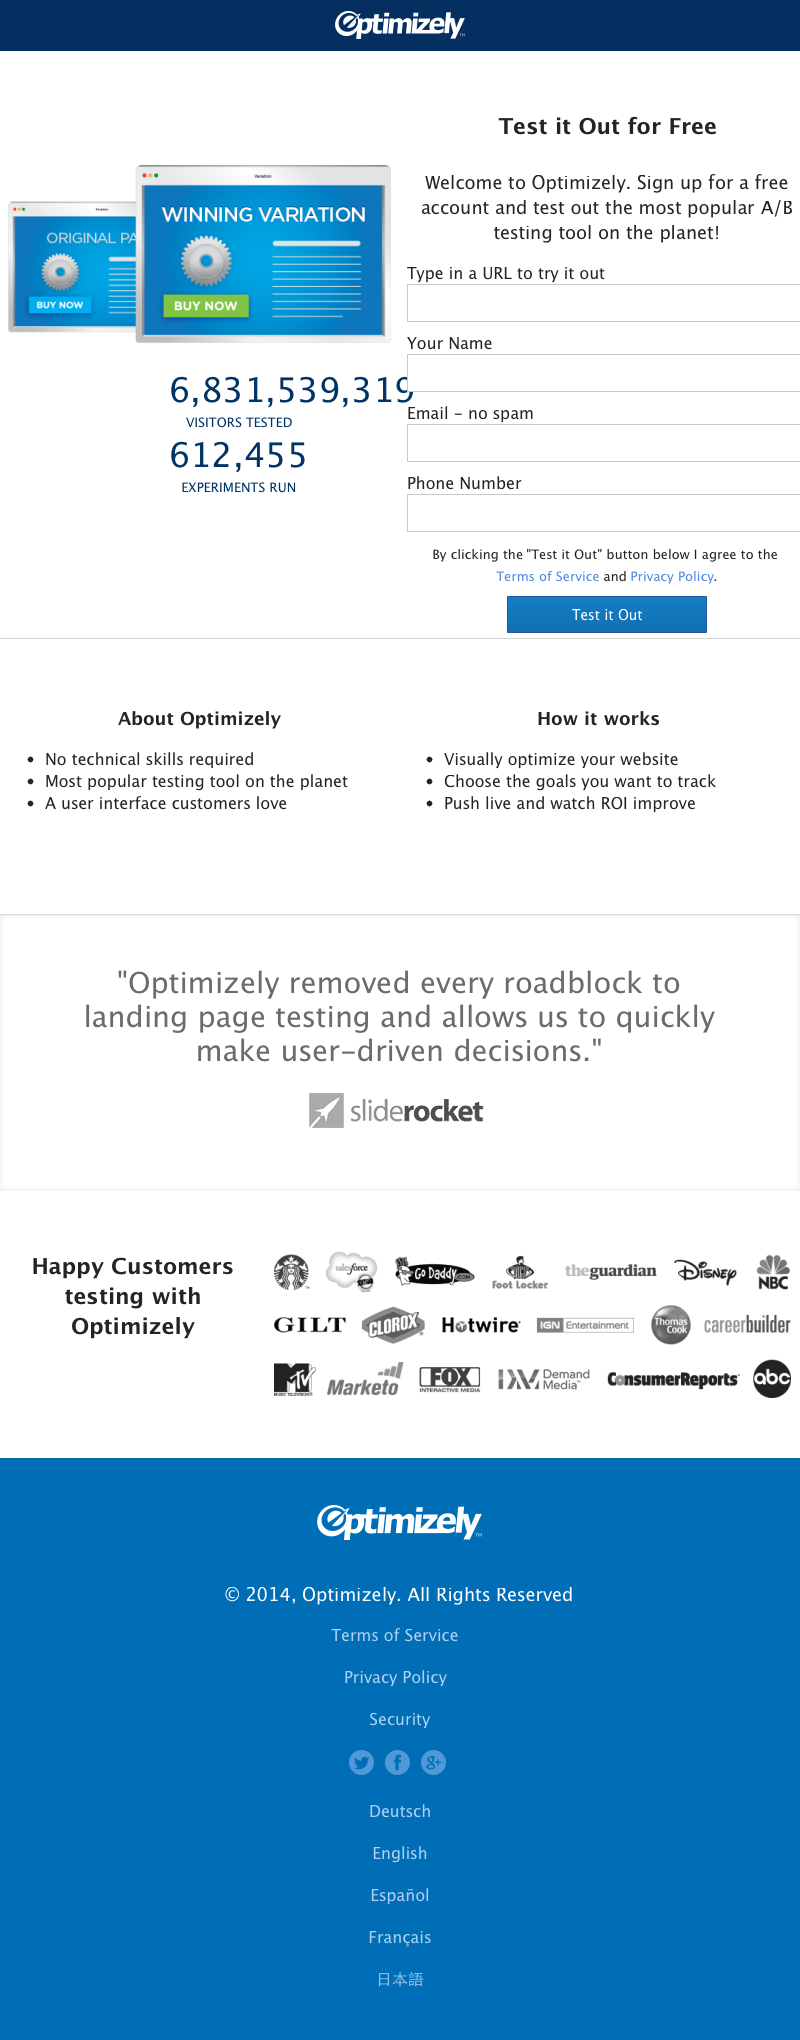 Optimizely
Test it Out for Free
Welcome to Optimizely. Sign up for a free
account and test out the most popular A/B
testing tool on the planet!
ORIGINAL PA
BUY NOW
Variation
WINNING VARIATION
BUY NOW
6,831,539,319
VISITORS TESTED
612,455
EXPERIMENTS RUN
Type in a URL to try it out
Your Name
Email - no spam
Phone Number
By clicking the "Test it Out" button below I agree to the
Terms of Service and Privacy Policy.
Test it Out
About Optimizely
No technical skills required
Most popular testing tool on the planet
A user interface customers love
How it works
Visually optimize your website
Choose the goals you want to track
Push live and watch ROI improve
"Optimizely removed every roadblock to
landing page testing and allows us to quickly
make user-driven decisions."
sliderocket
Happy Customers
testing with
Optimizely
salesforce
Go Daddy.COM
Foot Locker
theguardian
Disney
NBC
GILT
CLOROX
Hotwire
IGN Entertainment
Thomas
Cook
careerbuilder
MTV
MUSIC TELEVISION
Marketo
FOX
INTERACTIVE MEDIA
Demand
Media™
ConsumerReports
abc
Optimizely™
© 2014, Optimizely. All Rights Reserved
Terms of Service
Privacy Policy
Security
Deutsch
English
Español
Français
日本語